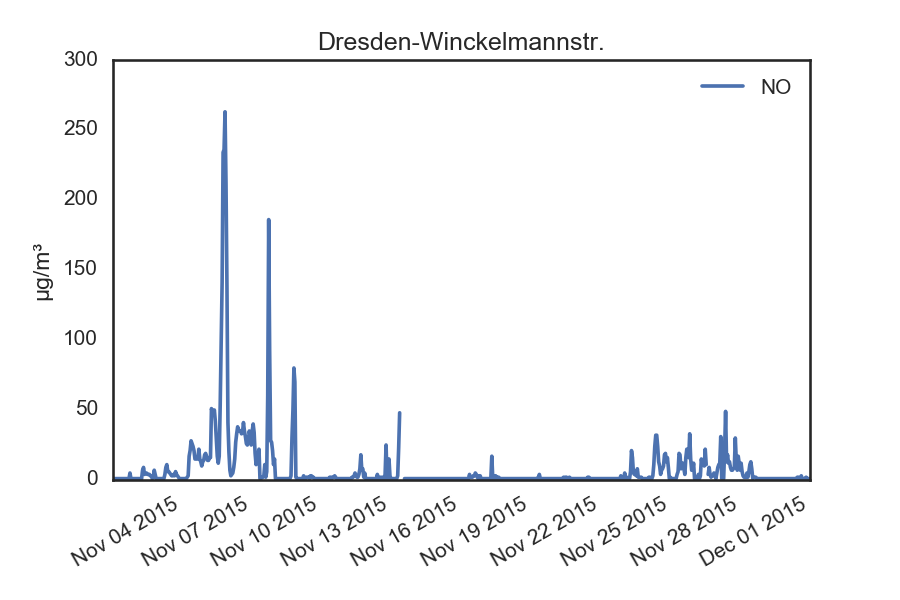 Dresden-Winckelmannstr.
NO
µg/m³
300
250
200
150
100
50
0
Nov 04 2015
Nov 07 2015
Nov 10 2015
Nov 13 2015
Nov 16 2015
Nov 19 2015
Nov 22 2015
Nov 25 2015
Nov 28 2015
Dec 01 2015